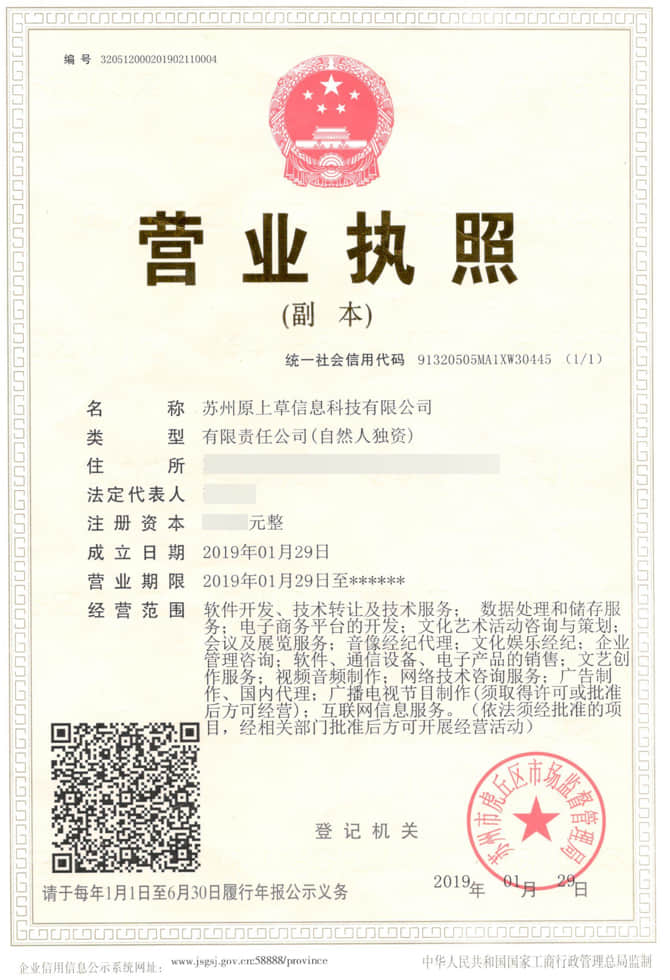 编 号 320512000201902110004
营业执照
(副 本)
统一社会信用代码 91320505MA1XW30445 (1/1)
名 称 苏州原上草信息科技有限公司
类 型 有限责任公司(自然人独资)
住 所
法定代表人
注册资本 元整
成立日期 2019年01月29日
营业期限 2019年01月29日至******
经营范围 软件开发、技术转让及技术服务； 数据处理和储存服
务；电子商务平台的开发；文化艺术活动咨询与策划；
会议及展览服务；音像经纪代理；文化娱乐经纪；企业
管理咨询；软件、通信设备、电子产品的销售；文艺创
作服务；视频音频制作；网络技术咨询服务；广告制
作、国内代理；广播电视节目制作(须取得许可或批准
后方可经营)；互联网信息服务。（依法须经批准的项
目，经相关部门批准后方可开展经营活动）
苏州市虎丘区市场监督管理局
登记机关
2019年 01月 29日
请于每年1月1日至6月30日履行年报公示义务
企业信用信息公示系统网址： www.jsgsj.gov.cn:58888/province
中华人民共和国国家工商行政管理总局监制